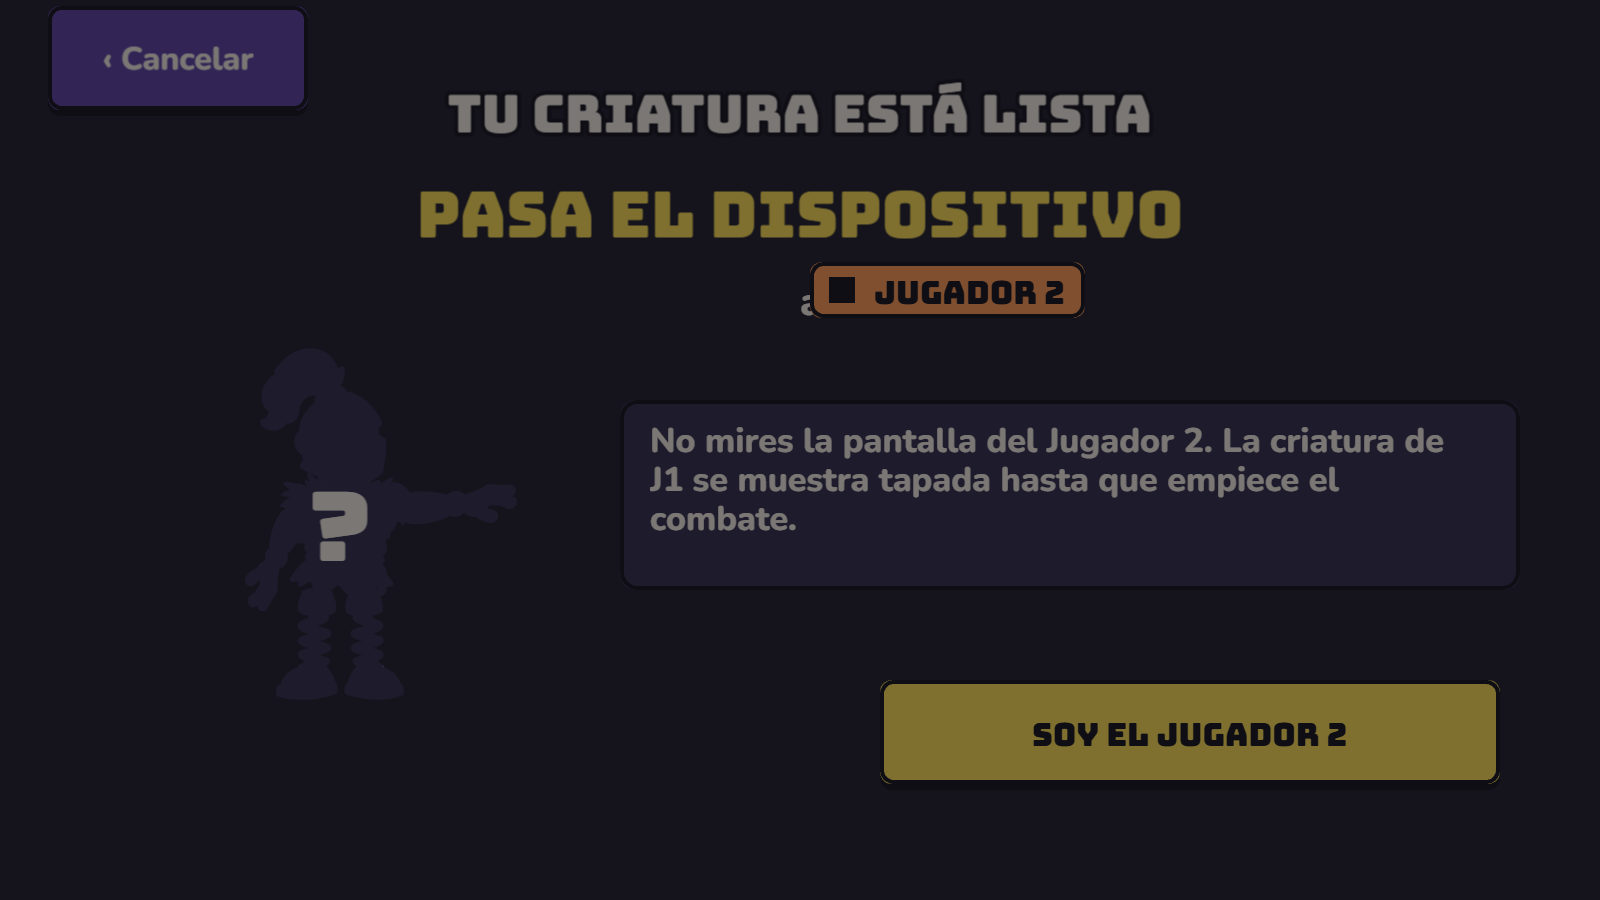 ‹ Cancelar
TU CRIATURA ESTÁ LISTA
PASA EL DISPOSITIVO
a JUGADOR 2
?
No mires la pantalla del Jugador 2. La criatura de
J1 se muestra tapada hasta que empiece el
combate.
SOY EL JUGADOR 2